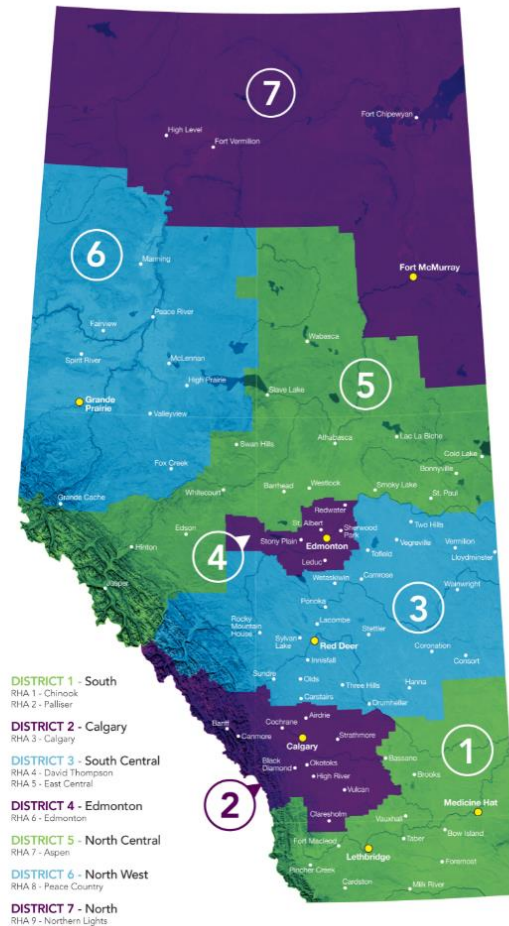 7
Fort Chipewyan
High Level
Fort Vermilion
6
Manning
Fort McMurray
Peace River
Fairview
Wabasca
Spirit River
McLennan
5
High Prairie
Slave Lake
Grande
Prairie
Valleyview
Swan Hills
Athabasca
Lac La Biche
Cold Lake
Fox Creek
Bonnyville
Whitecourt
Barrhead
Westlock
Smoky Lake
St. Paul
Grande Cache
Redwater
Edson
St. Albert
Sherwood
Park
Two Hills
Stony Plain
Edmonton
Vegreville
Vermilion
Hinton
4
Tofield
Lloydminster
Leduc
Jasper
Wetaskiwin
Camrose
Wainwright
Ponoka
3
Rocky
Mountain
House
Lacombe
Stettler
Sylvan
Lake
Red Deer
Coronation
Innisfail
Consort
Sundre
Olds
Three Hills
Hanna
Carstairs
Drumheller
Airdrie
Cochrane
Banff
Canmore
Calgary
Strathmore
1
Bassano
Black
Diamond
Okotoks
High River
Brooks
2
Vulcan
Medicine Hat
Claresholm
Vauxhall
Bow Island
Fort Macleod
Taber
Lethbridge
Foremost
Pincher Creek
Cardston
Milk River
DISTRICT 1 - South
RHA 1 - Chinook
RHA 2 - Palliser
DISTRICT 2 - Calgary
RHA 3 - Calgary
DISTRICT 3 - South Central
RHA 4 - David Thompson
RHA 5 - East Central
DISTRICT 4 - Edmonton
RHA 6 - Edmonton
DISTRICT 5 - North Central
RHA 7 - Aspen
DISTRICT 6 - North West
RHA 8 - Peace Country
DISTRICT 7 - North
RHA 9 - Northern Lights